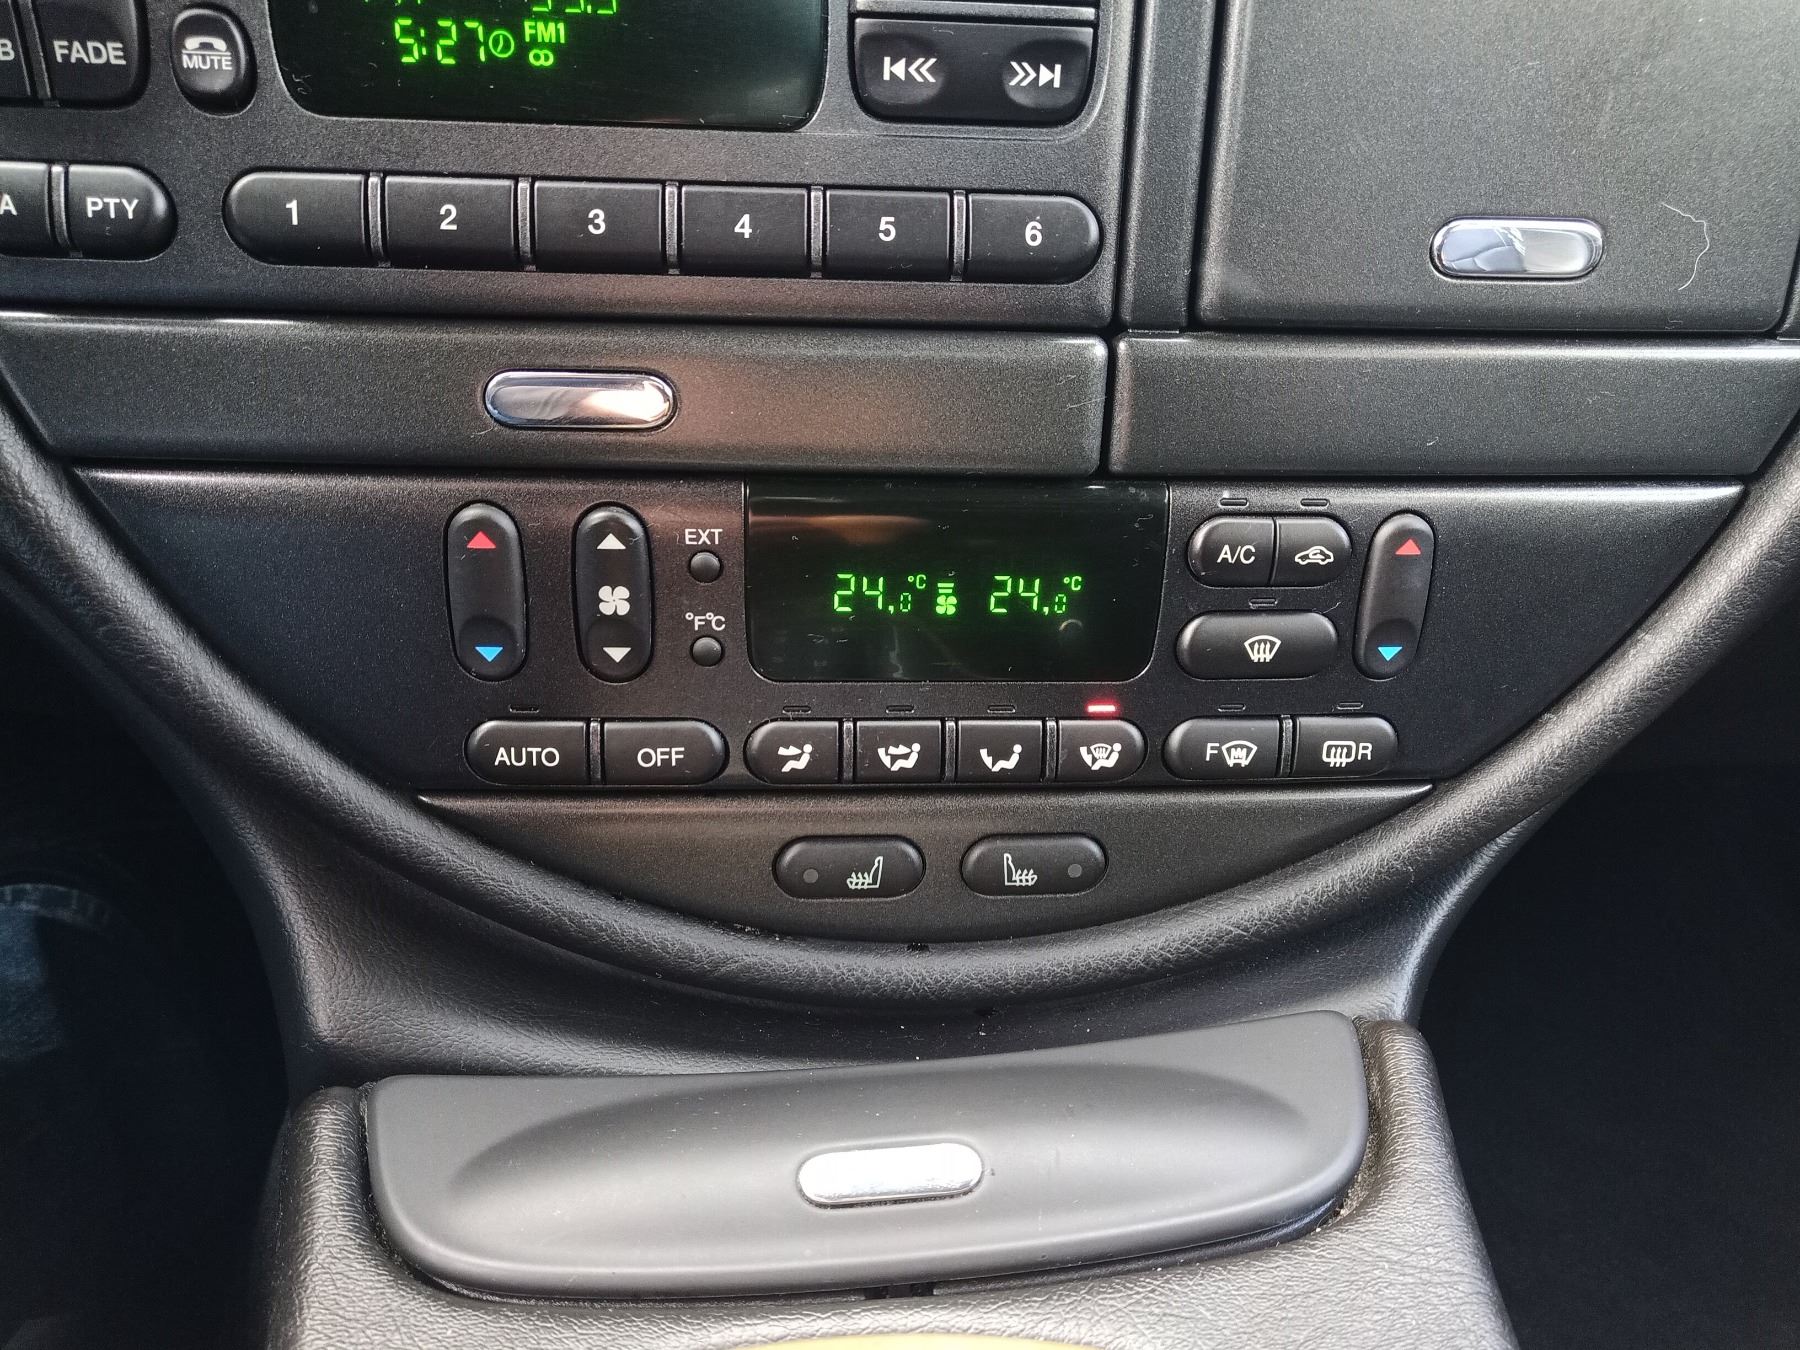 FADE
MUTE
5:27
FM1
PTY
1 2 3 4 5 6
EXT
°F°C
24.0°C 24.0°C
A/C
AUTO OFF
F
R